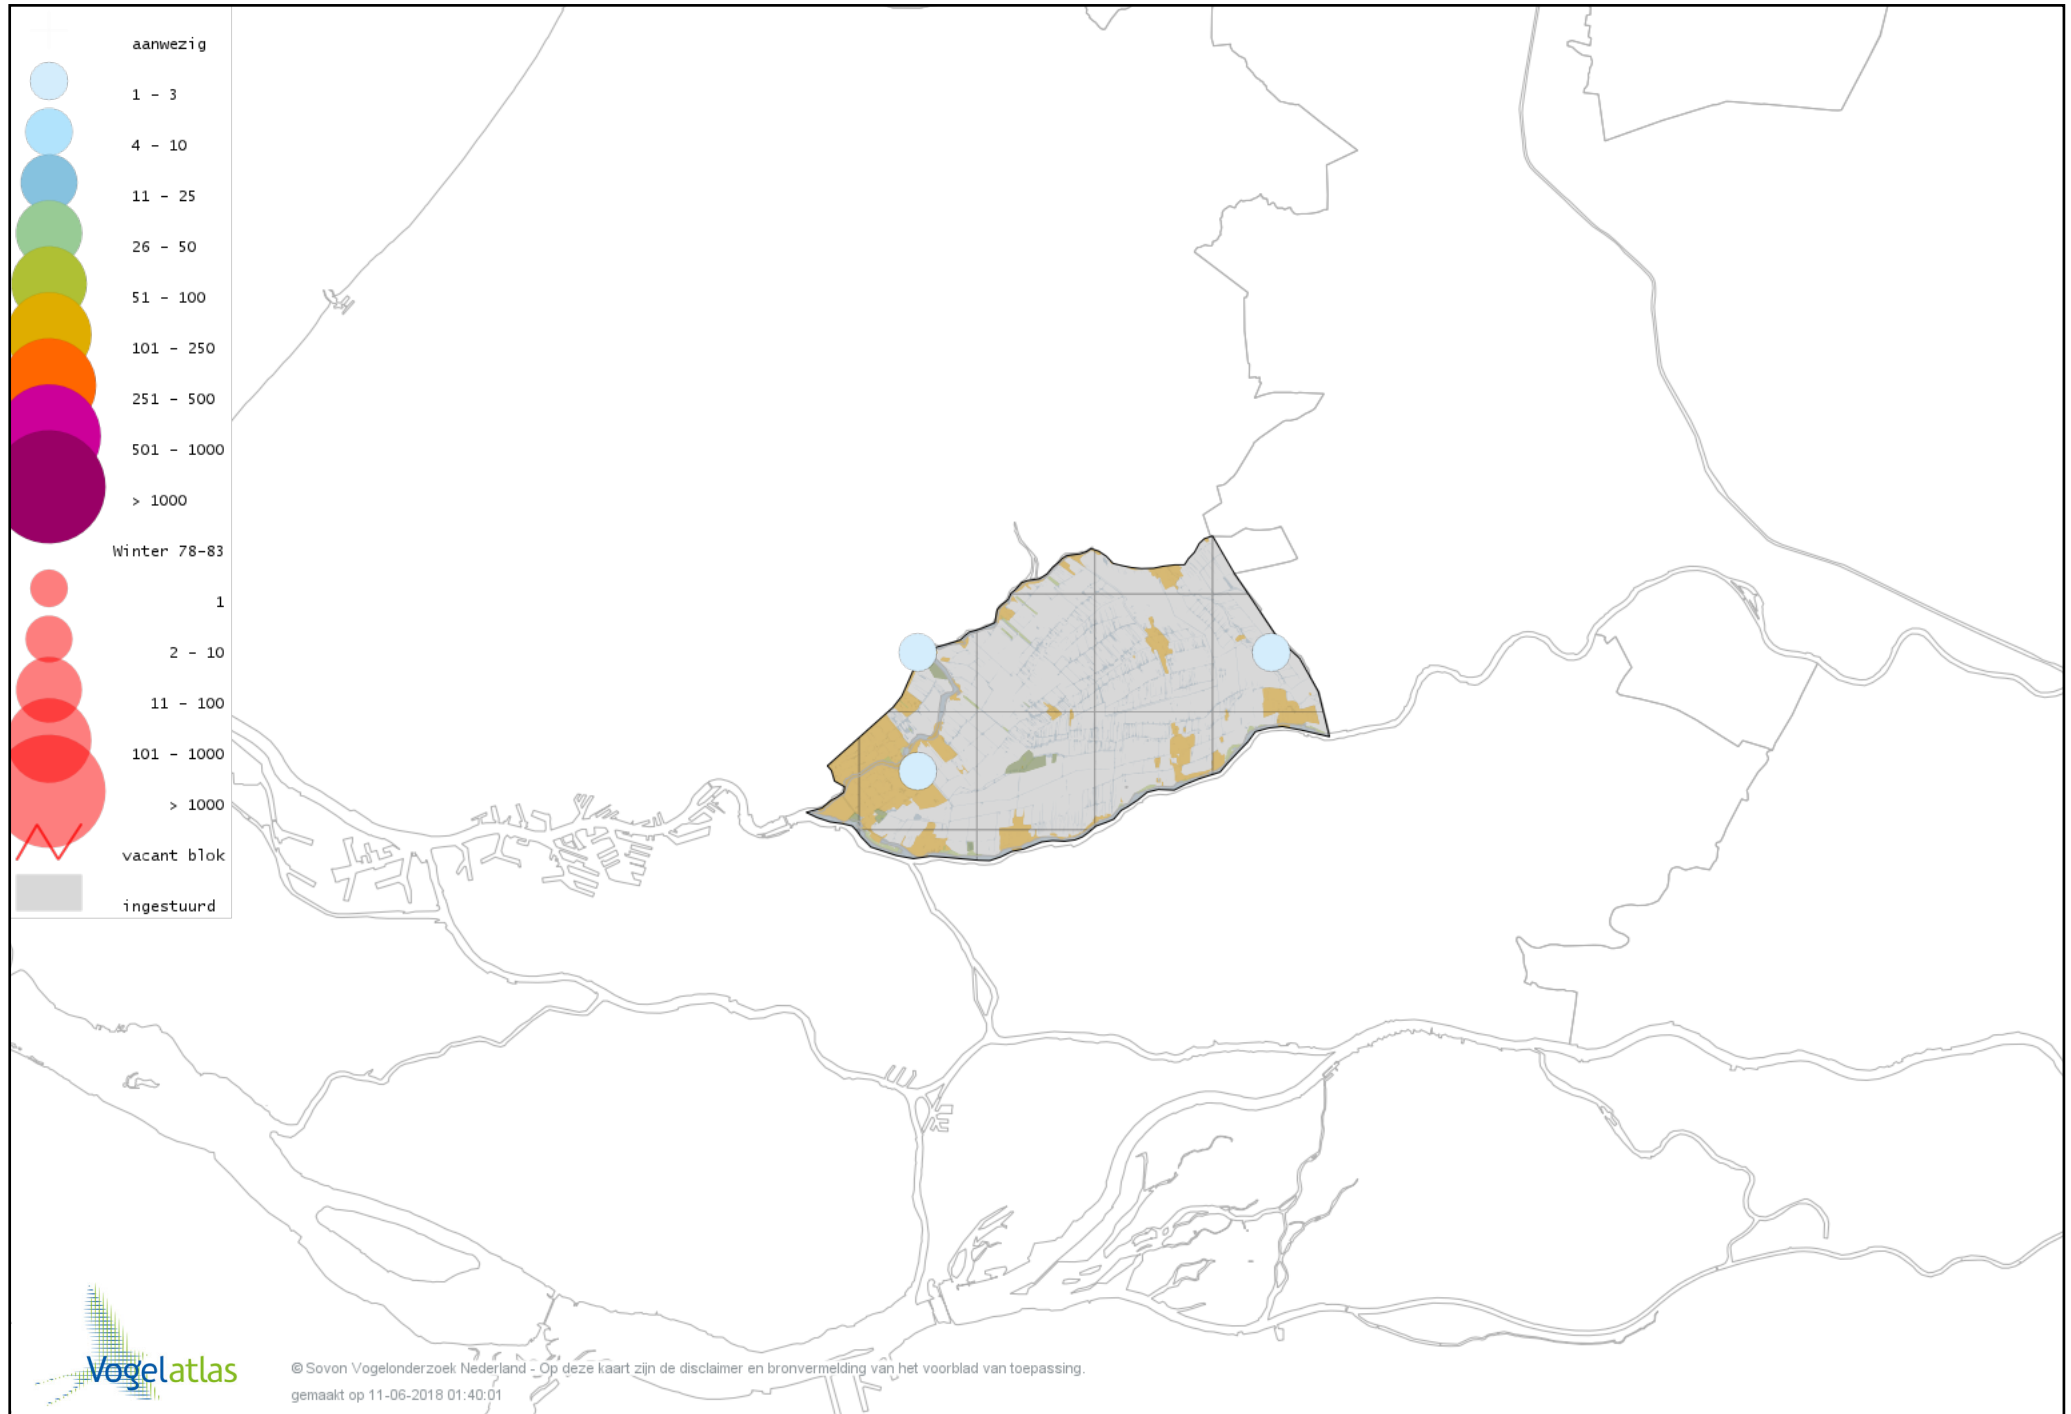 aanwezig
1 - 3
4 - 10
11 - 25
26 - 50
51 - 100
101 - 250
251 - 500
501 - 1000
> 1000
Winter 78-83
1
2 - 10
11 - 100
101 - 1000
> 1000
vacant blok
ingestuurd
Vogelatlas
© Sovon Vogelonderzoek Nederland - Op deze kaart zijn de disclaimer en bronvermelding van het voorblad van toepassing.
gemaakt op 11-06-2018 01:40:01